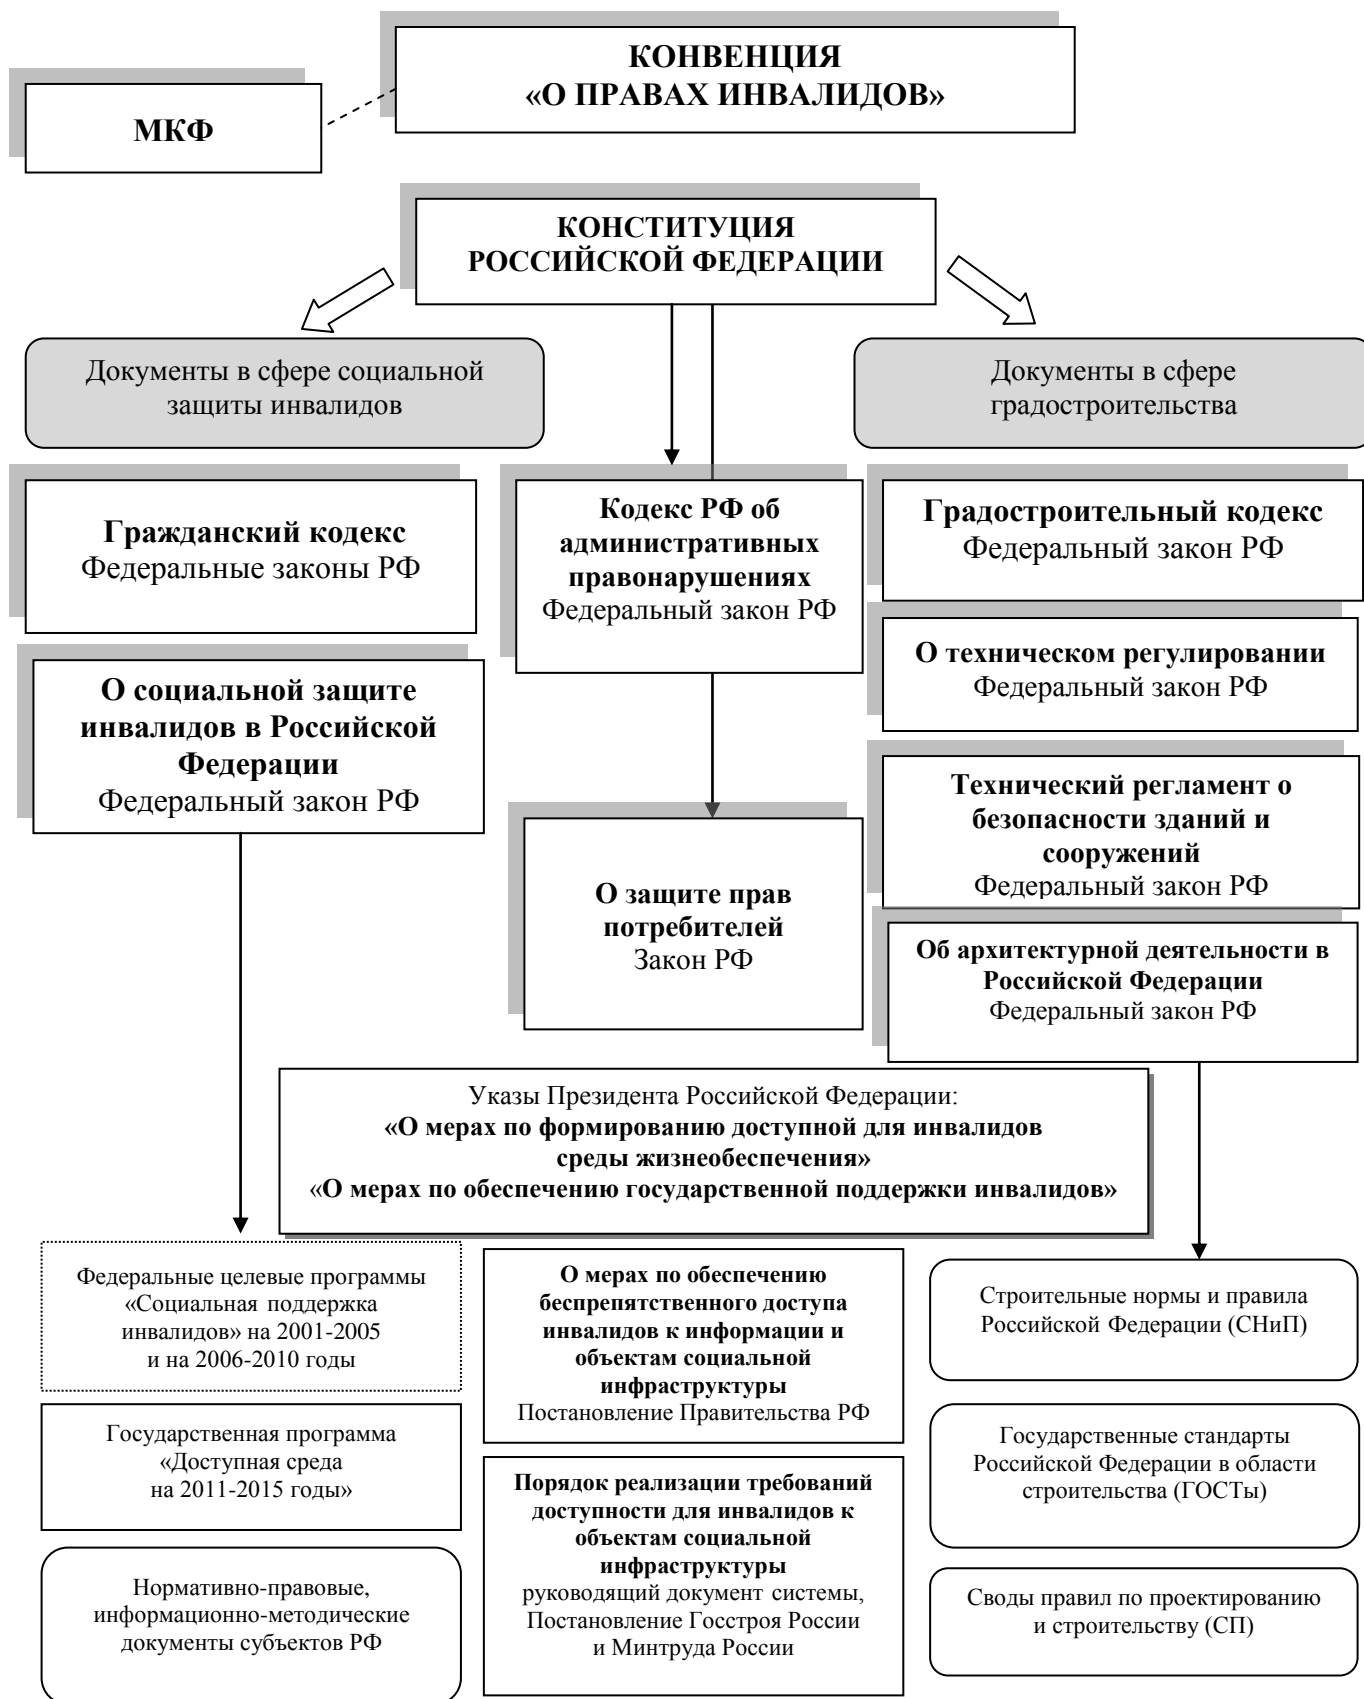 КОНВЕНЦИЯ
«О ПРАВАХ ИНВАЛИДОВ»
МКФ
КОНСТИТУЦИЯ
РОССИЙСКОЙ ФЕДЕРАЦИИ
Документы в сфере социальной
защиты инвалидов
Документы в сфере
градостроительства
Гражданский кодекс
Федеральные законы РФ
О социальной защите
инвалидов в Российской
Федерации
Федеральный закон РФ
Кодекс РФ об
административных
правонарушениях
Федеральный закон РФ
О защите прав
потребителей
Закон РФ
Градостроительный кодекс
Федеральный закон РФ
О техническом регулировании
Федеральный закон РФ
Технический регламент о
безопасности зданий и
сооружений
Федеральный закон РФ
Об архитектурной деятельности в
Российской Федерации
Федеральный закон РФ
Указы Президента Российской Федерации:
«О мерах по формированию доступной для инвалидов
среды жизнеобеспечения»
«О мерах по обеспечению государственной поддержки инвалидов»
Федеральные целевые программы
«Социальная поддержка
инвалидов» на 2001-2005
и на 2006-2010 годы
Государственная программа
«Доступная среда
на 2011-2015 годы»
Нормативно-правовые,
информационно-методические
документы субъектов РФ
О мерах по обеспечению
беспрепятственного доступа
инвалидов к информации и
объектам социальной
инфраструктуры
Постановление Правительства РФ
Порядок реализации требований
доступности для инвалидов к
объектам социальной
инфраструктуры
руководящий документ системы,
Постановление Госстроя России
и Минтруда России
Строительные нормы и правила
Российской Федерации (СНиП)
Государственные стандарты
Российской Федерации в области
строительства (ГОСТы)
Своды правил по проектированию
и строительству (СП)